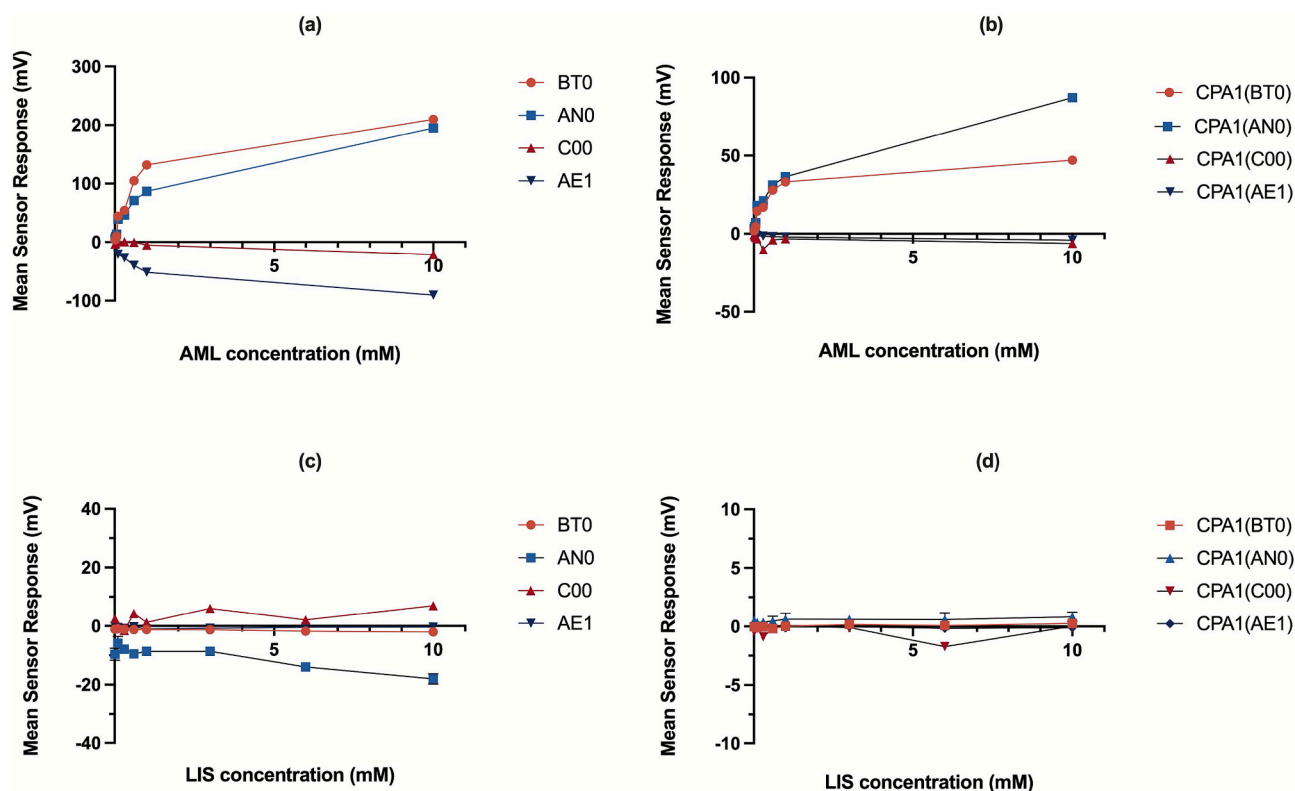 (a)
Mean Sensor Response (mV)
300
200
100
0
-100
5
10
AML concentration (mM)
BT0
AN0
C00
AE1
(b)
Mean Sensor Response (mV)
100
50
0
-50
5
10
AML concentration (mM)
CPA1(BT0)
CPA1(AN0)
CPA1(C00)
CPA1(AE1)
(c)
Mean Sensor Response (mV)
40
20
0
-20
-40
5
10
LIS concentration (mM)
BT0
AN0
C00
AE1
(d)
Mean Sensor Response (mV)
10
5
0
-5
-10
5
10
LIS concentration (mM)
CPA1(BT0)
CPA1(AN0)
CPA1(C00)
CPA1(AE1)